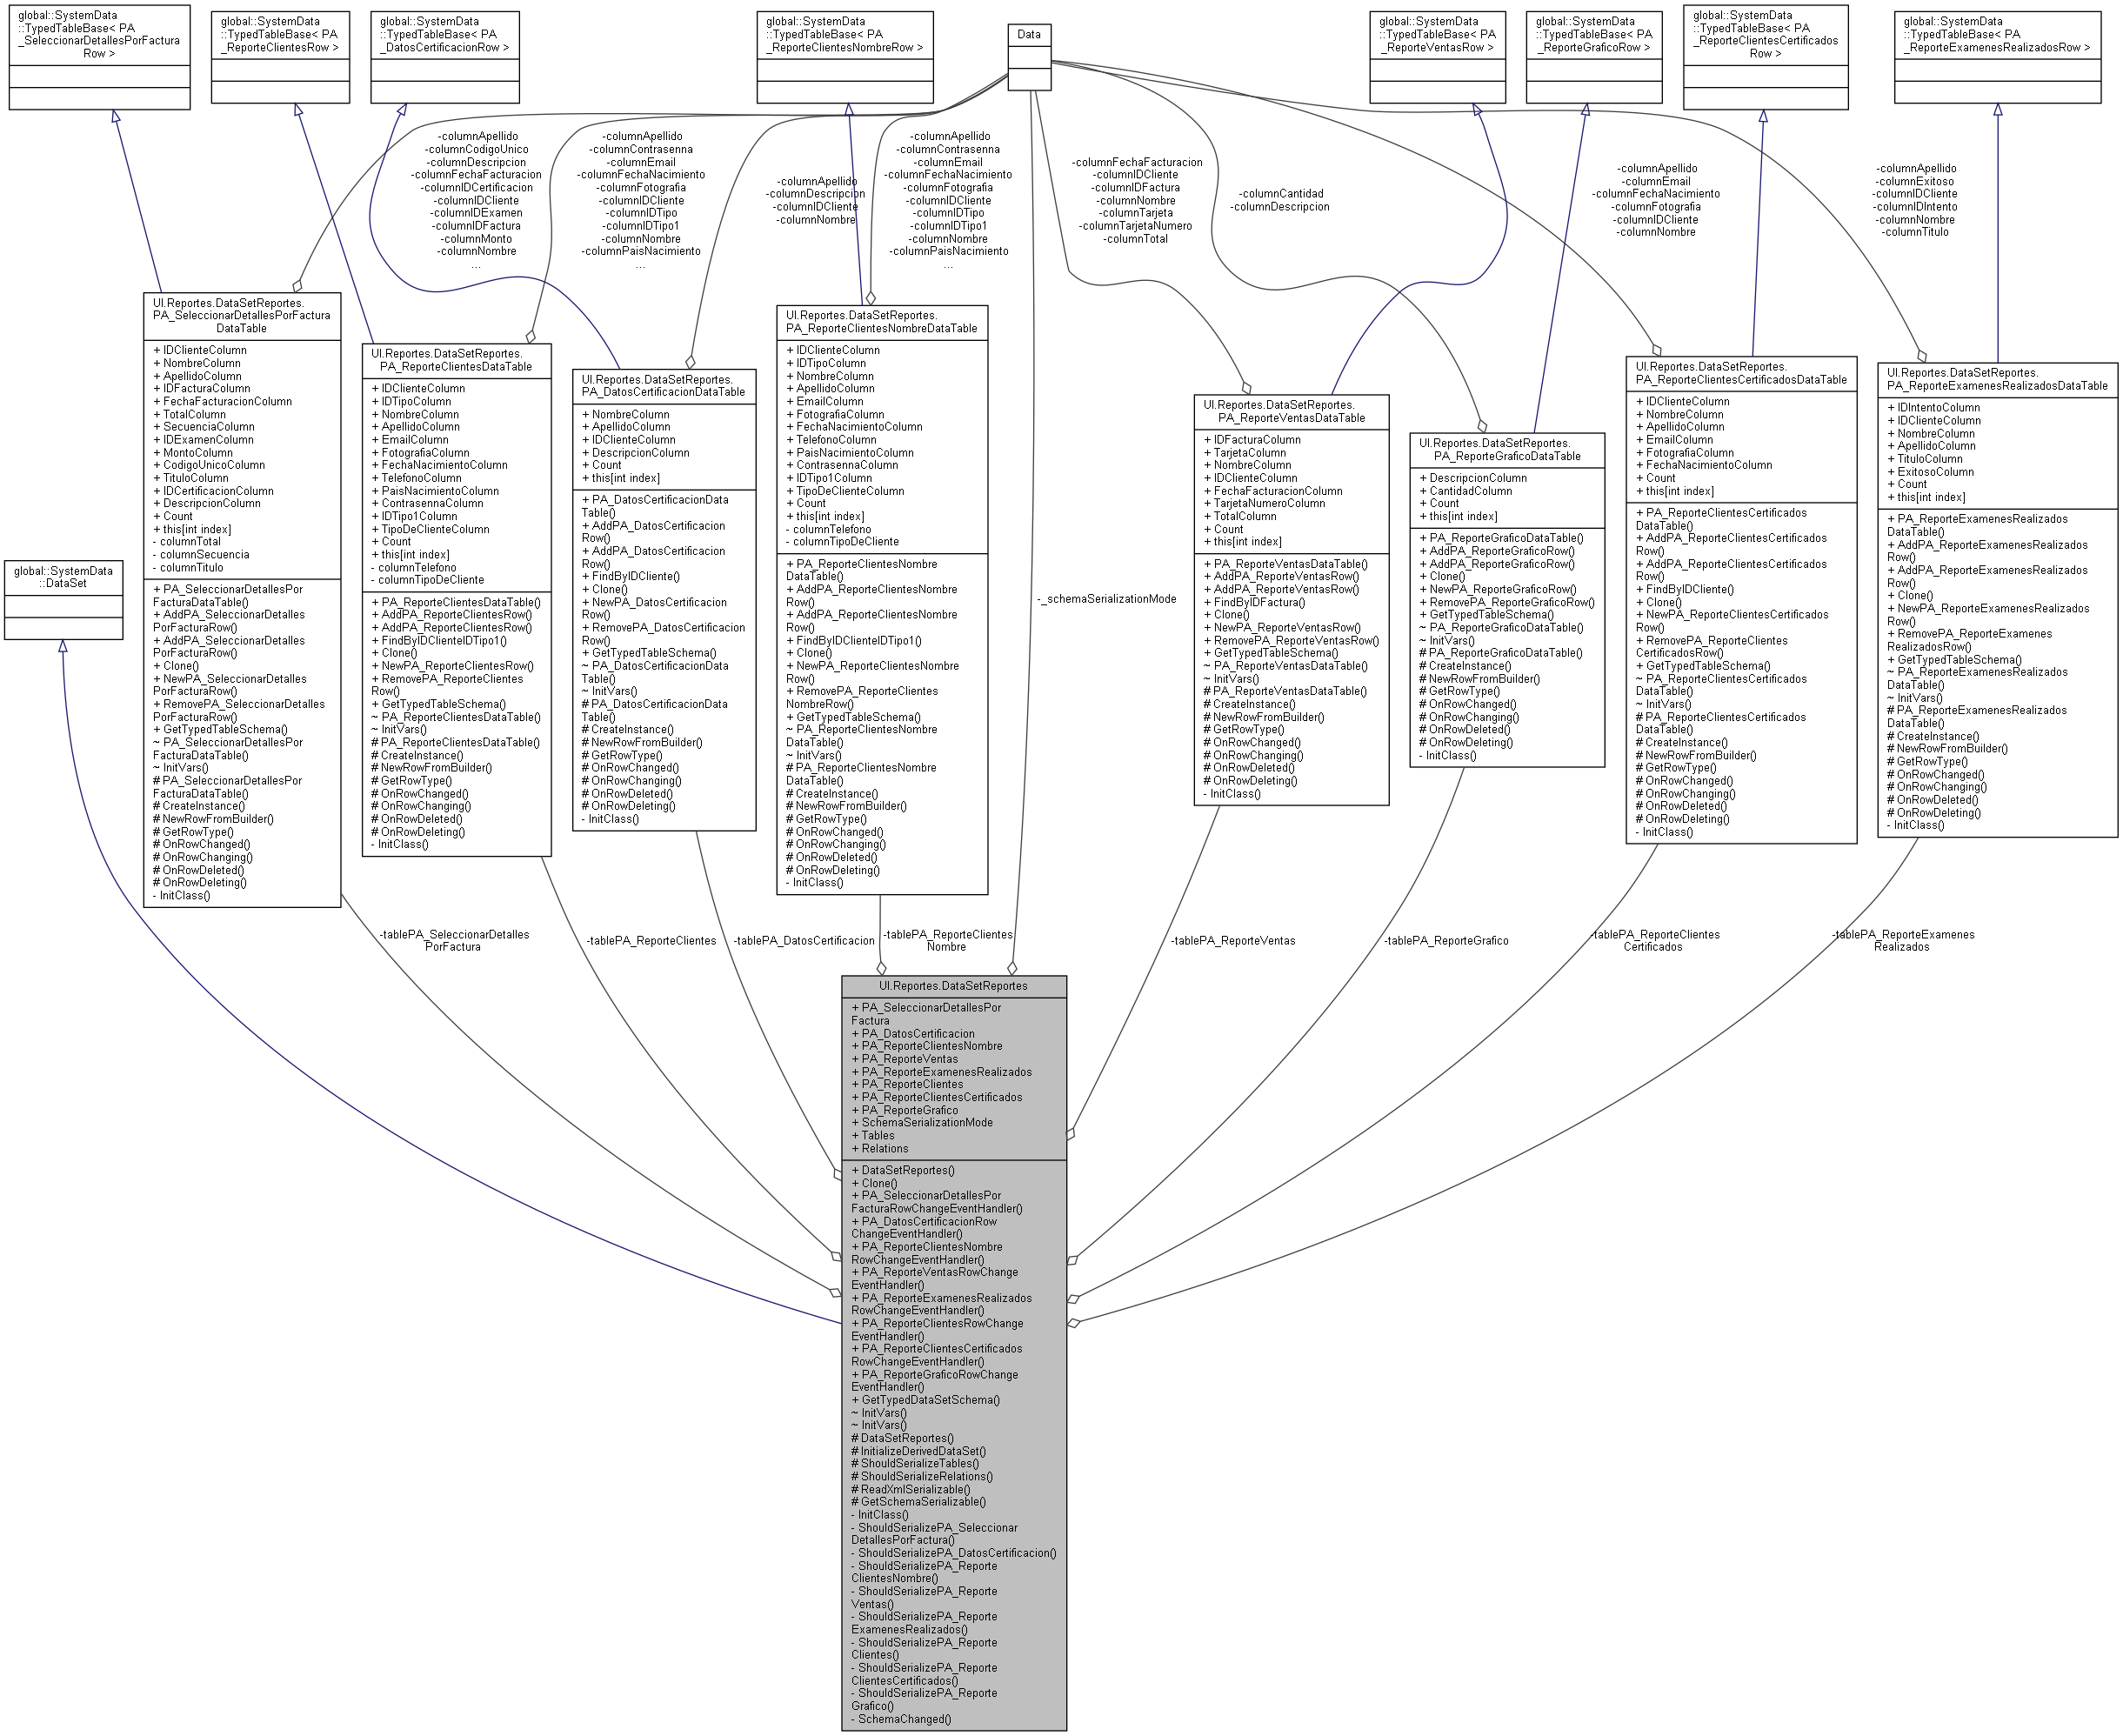 global::SystemData
::TypedTableBase< PA
_SeleccionarDetallesPorFactura
Row >
global::SystemData
::TypedTableBase< PA
_ReporteClientesRow >
global::SystemData
::TypedTableBase< PA
_DatosCertificacionRow >
global::SystemData
::TypedTableBase< PA
_ReporteClientesNombreRow >
Data
global::SystemData
::TypedTableBase< PA
_ReporteVentasRow >
global::SystemData
::TypedTableBase< PA
_ReporteGraficoRow >
global::SystemData
::TypedTableBase< PA
_ReporteClientesCertificados
Row >
global::SystemData
::TypedTableBase< PA
_ReporteExamenesRealizadosRow >
-columnApellido
-columnCodigoUnico
-columnDescripcion
-columnFechaFacturacion
-columnIDCertificacion
-columnIDCliente
-columnIDExamen
-columnIDFactura
-columnMonto
-columnNombre
...
-columnApellido
-columnContrasenna
-columnEmail
-columnFechaNacimiento
-columnFotografia
-columnIDCliente
-columnIDTipo
-columnIDTipo1
-columnNombre
-columnPaisNacimiento
...
-columnApellido
-columnDescripcion
-columnIDCliente
-columnNombre
-columnApellido
-columnContrasenna
-columnEmail
-columnFechaNacimiento
-columnFotografia
-columnIDCliente
-columnIDTipo
-columnIDTipo1
-columnNombre
-columnPaisNacimiento
...
-columnFechaFacturacion
-columnIDCliente
-columnIDFactura
-columnNombre
-columnTarjeta
-columnTarjetaNumero
-columnTotal
-columnCantidad
-columnDescripcion
-columnApellido
-columnEmail
-columnFechaNacimiento
-columnFotografia
-columnIDCliente
-columnNombre
-columnApellido
-columnExitoso
-columnIDCliente
-columnIDIntento
-columnNombre
-columnTitulo
global::SystemData
::DataSet
UI.Reportes.DataSetReportes.
PA_SeleccionarDetallesPorFactura
DataTable
+ IDClienteColumn
+ NombreColumn
+ ApellidoColumn
+ IDFacturaColumn
+ FechaFacturacionColumn
+ TotalColumn
+ SecuenciaColumn
+ IDExamenColumn
+ MontoColumn
+ CodigoUnicoColumn
+ TituloColumn
+ IDCertificacionColumn
+ DescripcionColumn
+ Count
+ this[int index]
- columnTotal
- columnSecuencia
- columnTitulo
+ PA_SeleccionarDetallesPor
FacturaDataTable()
+ AddPA_SeleccionarDetalles
PorFacturaRow()
+ AddPA_SeleccionarDetalles
PorFacturaRow()
+ Clone()
+ NewPA_SeleccionarDetalles
PorFacturaRow()
+ RemovePA_SeleccionarDetalles
PorFacturaRow()
+ GetTypedTableSchema()
~ PA_SeleccionarDetallesPor
FacturaDataTable()
~ InitVars()
# PA_SeleccionarDetallesPor
FacturaDataTable()
# CreateInstance()
# NewRowFromBuilder()
# GetRowType()
# OnRowChanged()
# OnRowChanging()
# OnRowDeleted()
# OnRowDeleting()
- InitClass()
UI.Reportes.DataSetReportes.
PA_ReporteClientesDataTable
+ IDClienteColumn
+ IDTipoColumn
+ NombreColumn
+ ApellidoColumn
+ EmailColumn
+ FotografiaColumn
+ FechaNacimientoColumn
+ TelefonoColumn
+ PaisNacimientoColumn
+ ContrasennaColumn
+ IDTipo1Column
+ TipoDeClienteColumn
+ Count
+ this[int index]
- columnTelefono
- columnTipoDeCliente
+ PA_ReporteClientesDataTable()
+ AddPA_ReporteClientesRow()
+ AddPA_ReporteClientesRow()
+ FindByIDClienteIDTipo1()
+ Clone()
+ NewPA_ReporteClientesRow()
+ RemovePA_ReporteClientes
Row()
+ GetTypedTableSchema()
~ PA_ReporteClientesDataTable()
~ InitVars()
# PA_ReporteClientesDataTable()
# CreateInstance()
# NewRowFromBuilder()
# GetRowType()
# OnRowChanged()
# OnRowChanging()
# OnRowDeleted()
# OnRowDeleting()
- InitClass()
UI.Reportes.DataSetReportes.
PA_DatosCertificacionDataTable
+ NombreColumn
+ ApellidoColumn
+ IDClienteColumn
+ DescripcionColumn
+ Count
+ this[int index]
+ PA_DatosCertificacionData
Table()
+ AddPA_DatosCertificacion
Row()
+ AddPA_DatosCertificacion
Row()
+ FindByIDCliente()
+ Clone()
+ NewPA_DatosCertificacion
Row()
+ RemovePA_DatosCertificacion
Row()
+ GetTypedTableSchema()
~ PA_DatosCertificacionData
Table()
~ InitVars()
# PA_DatosCertificacionData
Table()
# CreateInstance()
# NewRowFromBuilder()
# GetRowType()
# OnRowChanged()
# OnRowChanging()
# OnRowDeleted()
# OnRowDeleting()
- InitClass()
UI.Reportes.DataSetReportes.
PA_ReporteClientesNombreDataTable
+ IDClienteColumn
+ IDTipoColumn
+ NombreColumn
+ ApellidoColumn
+ EmailColumn
+ FotografiaColumn
+ FechaNacimientoColumn
+ TelefonoColumn
+ PaisNacimientoColumn
+ ContrasennaColumn
+ IDTipo1Column
+ TipoDeClienteColumn
+ Count
+ this[int index]
- columnTelefono
- columnTipoDeCliente
+ PA_ReporteClientesNombre
DataTable()
+ AddPA_ReporteClientesNombre
Row()
+ AddPA_ReporteClientesNombre
Row()
+ FindByIDClienteIDTipo1()
+ Clone()
+ NewPA_ReporteClientesNombre
Row()
+ RemovePA_ReporteClientes
NombreRow()
+ GetTypedTableSchema()
~ PA_ReporteClientesNombre
DataTable()
~ InitVars()
# PA_ReporteClientesNombre
DataTable()
# CreateInstance()
# NewRowFromBuilder()
# GetRowType()
# OnRowChanged()
# OnRowChanging()
# OnRowDeleted()
# OnRowDeleting()
- InitClass()
-_schemaSerializationMode
UI.Reportes.DataSetReportes.
PA_ReporteVentasDataTable
+ IDFacturaColumn
+ TarjetaColumn
+ NombreColumn
+ IDClienteColumn
+ FechaFacturacionColumn
+ TarjetaNumeroColumn
+ TotalColumn
+ Count
+ this[int index]
+ PA_ReporteVentasDataTable()
+ AddPA_ReporteVentasRow()
+ AddPA_ReporteVentasRow()
+ FindByIDFactura()
+ Clone()
+ NewPA_ReporteVentasRow()
+ RemovePA_ReporteVentasRow()
+ GetTypedTableSchema()
~ PA_ReporteVentasDataTable()
~ InitVars()
# PA_ReporteVentasDataTable()
# CreateInstance()
# NewRowFromBuilder()
# GetRowType()
# OnRowChanged()
# OnRowChanging()
# OnRowDeleted()
# OnRowDeleting()
- InitClass()
UI.Reportes.DataSetReportes.
PA_ReporteGraficoDataTable
+ DescripcionColumn
+ CantidadColumn
+ Count
+ this[int index]
+ PA_ReporteGraficoDataTable()
+ AddPA_ReporteGraficoRow()
+ AddPA_ReporteGraficoRow()
+ Clone()
+ NewPA_ReporteGraficoRow()
+ RemovePA_ReporteGraficoRow()
+ GetTypedTableSchema()
~ PA_ReporteGraficoDataTable()
~ InitVars()
# PA_ReporteGraficoDataTable()
# CreateInstance()
# NewRowFromBuilder()
# GetRowType()
# OnRowChanged()
# OnRowChanging()
# OnRowDeleted()
# OnRowDeleting()
- InitClass()
UI.Reportes.DataSetReportes.
PA_ReporteClientesCertificadosDataTable
+ IDClienteColumn
+ NombreColumn
+ ApellidoColumn
+ EmailColumn
+ FotografiaColumn
+ FechaNacimientoColumn
+ Count
+ this[int index]
+ PA_ReporteClientesCertificados
DataTable()
+ AddPA_ReporteClientesCertificados
Row()
+ AddPA_ReporteClientesCertificados
Row()
+ FindByIDCliente()
+ Clone()
+ NewPA_ReporteClientesCertificados
Row()
+ RemovePA_ReporteClientes
CertificadosRow()
+ GetTypedTableSchema()
~ PA_ReporteClientesCertificados
DataTable()
~ InitVars()
# PA_ReporteClientesCertificados
DataTable()
# CreateInstance()
# NewRowFromBuilder()
# GetRowType()
# OnRowChanged()
# OnRowChanging()
# OnRowDeleted()
# OnRowDeleting()
- InitClass()
UI.Reportes.DataSetReportes.
PA_ReporteExamenesRealizadosDataTable
+ IDIntentoColumn
+ IDClienteColumn
+ NombreColumn
+ ApellidoColumn
+ TituloColumn
+ ExitosoColumn
+ Count
+ this[int index]
+ PA_ReporteExamenesRealizados
DataTable()
+ AddPA_ReporteExamenesRealizados
Row()
+ AddPA_ReporteExamenesRealizados
Row()
+ Clone()
+ NewPA_ReporteExamenesRealizados
Row()
+ RemovePA_ReporteExamenes
RealizadosRow()
+ GetTypedTableSchema()
~ PA_ReporteExamenesRealizados
DataTable()
~ InitVars()
# PA_ReporteExamenesRealizados
DataTable()
# CreateInstance()
# NewRowFromBuilder()
# GetRowType()
# OnRowChanged()
# OnRowChanging()
# OnRowDeleted()
# OnRowDeleting()
- InitClass()
-tablePA_SeleccionarDetalles
PorFactura
-tablePA_ReporteClientes
-tablePA_DatosCertificacion
-tablePA_ReporteClientes
Nombre
-tablePA_ReporteVentas
-tablePA_ReporteGrafico
-tablePA_ReporteClientes
Certificados
-tablePA_ReporteExamenes
Realizados
UI.Reportes.DataSetReportes
+ PA_SeleccionarDetallesPor
Factura
+ PA_DatosCertificacion
+ PA_ReporteClientesNombre
+ PA_ReporteVentas
+ PA_ReporteExamenesRealizados
+ PA_ReporteClientes
+ PA_ReporteClientesCertificados
+ PA_ReporteGrafico
+ SchemaSerializationMode
+ Tables
+ Relations
+ DataSetReportes()
+ Clone()
+ PA_SeleccionarDetallesPor
FacturaRowChangeEventHandler()
+ PA_DatosCertificacionRow
ChangeEventHandler()
+ PA_ReporteClientesNombre
RowChangeEventHandler()
+ PA_ReporteVentasRowChange
EventHandler()
+ PA_ReporteExamenesRealizados
RowChangeEventHandler()
+ PA_ReporteClientesRowChange
EventHandler()
+ PA_ReporteClientesCertificados
RowChangeEventHandler()
+ PA_ReporteGraficoRowChange
EventHandler()
+ GetTypedDataSetSchema()
~ InitVars()
~ InitVars()
# DataSetReportes()
# InitializeDerivedDataSet()
# ShouldSerializeTables()
# ShouldSerializeRelations()
# ReadXmlSerializable()
# GetSchemaSerializable()
- InitClass()
- ShouldSerializePA_Seleccionar
DetallesPorFactura()
- ShouldSerializePA_DatosCertificacion()
- ShouldSerializePA_Reporte
ClientesNombre()
- ShouldSerializePA_Reporte
Ventas()
- ShouldSerializePA_Reporte
ExamenesRealizados()
- ShouldSerializePA_Reporte
Clientes()
- ShouldSerializePA_Reporte
ClientesCertificados()
- ShouldSerializePA_Reporte
Grafico()
- SchemaChanged()